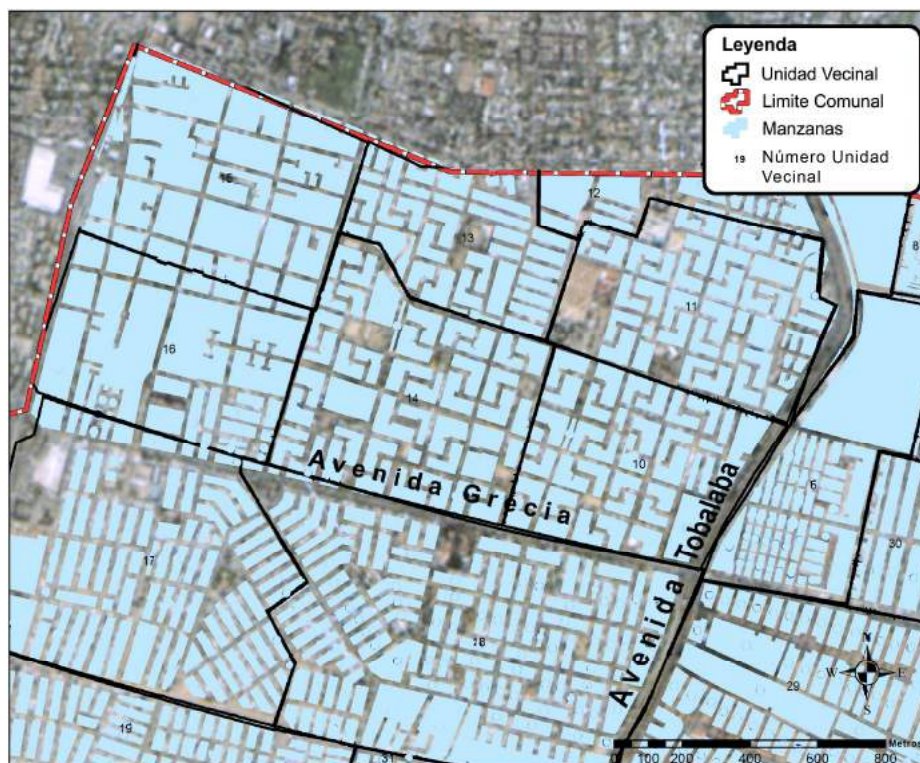 Leyenda
Unidad Vecinal
Limite Comunal
Manzanas
19 Número Unidad
Vecinal
12
15
13
8
11
16
14
10
6
Avenida Grecia
Avenida Tobalaba
30
17
28
29
19
31
N
W E
S
Metros
0 100 200 400 600 800